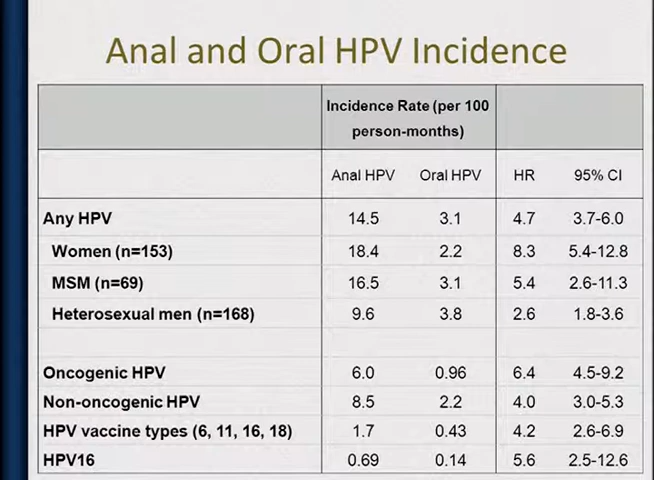 Anal and Oral HPV Incidence
Incidence Rate (per 100
person-months)
Anal HPV Oral HPV HR 95% CI
Any HPV 14.5 3.1 4.7 3.7-6.0
Women (n=153) 18.4 2.2 8.3 5.4-12.8
MSM (n=69) 16.5 3.1 5.4 2.6-11.3
Heterosexual men (n=168) 9.6 3.8 2.6 1.8-3.6
Oncogenic HPV 6.0 0.96 6.4 4.5-9.2
Non-oncogenic HPV 8.5 2.2 4.0 3.0-5.3
HPV vaccine types (6, 11, 16, 18) 1.7 0.43 4.2 2.6-6.9
HPV16 0.69 0.14 5.6 2.5-12.6